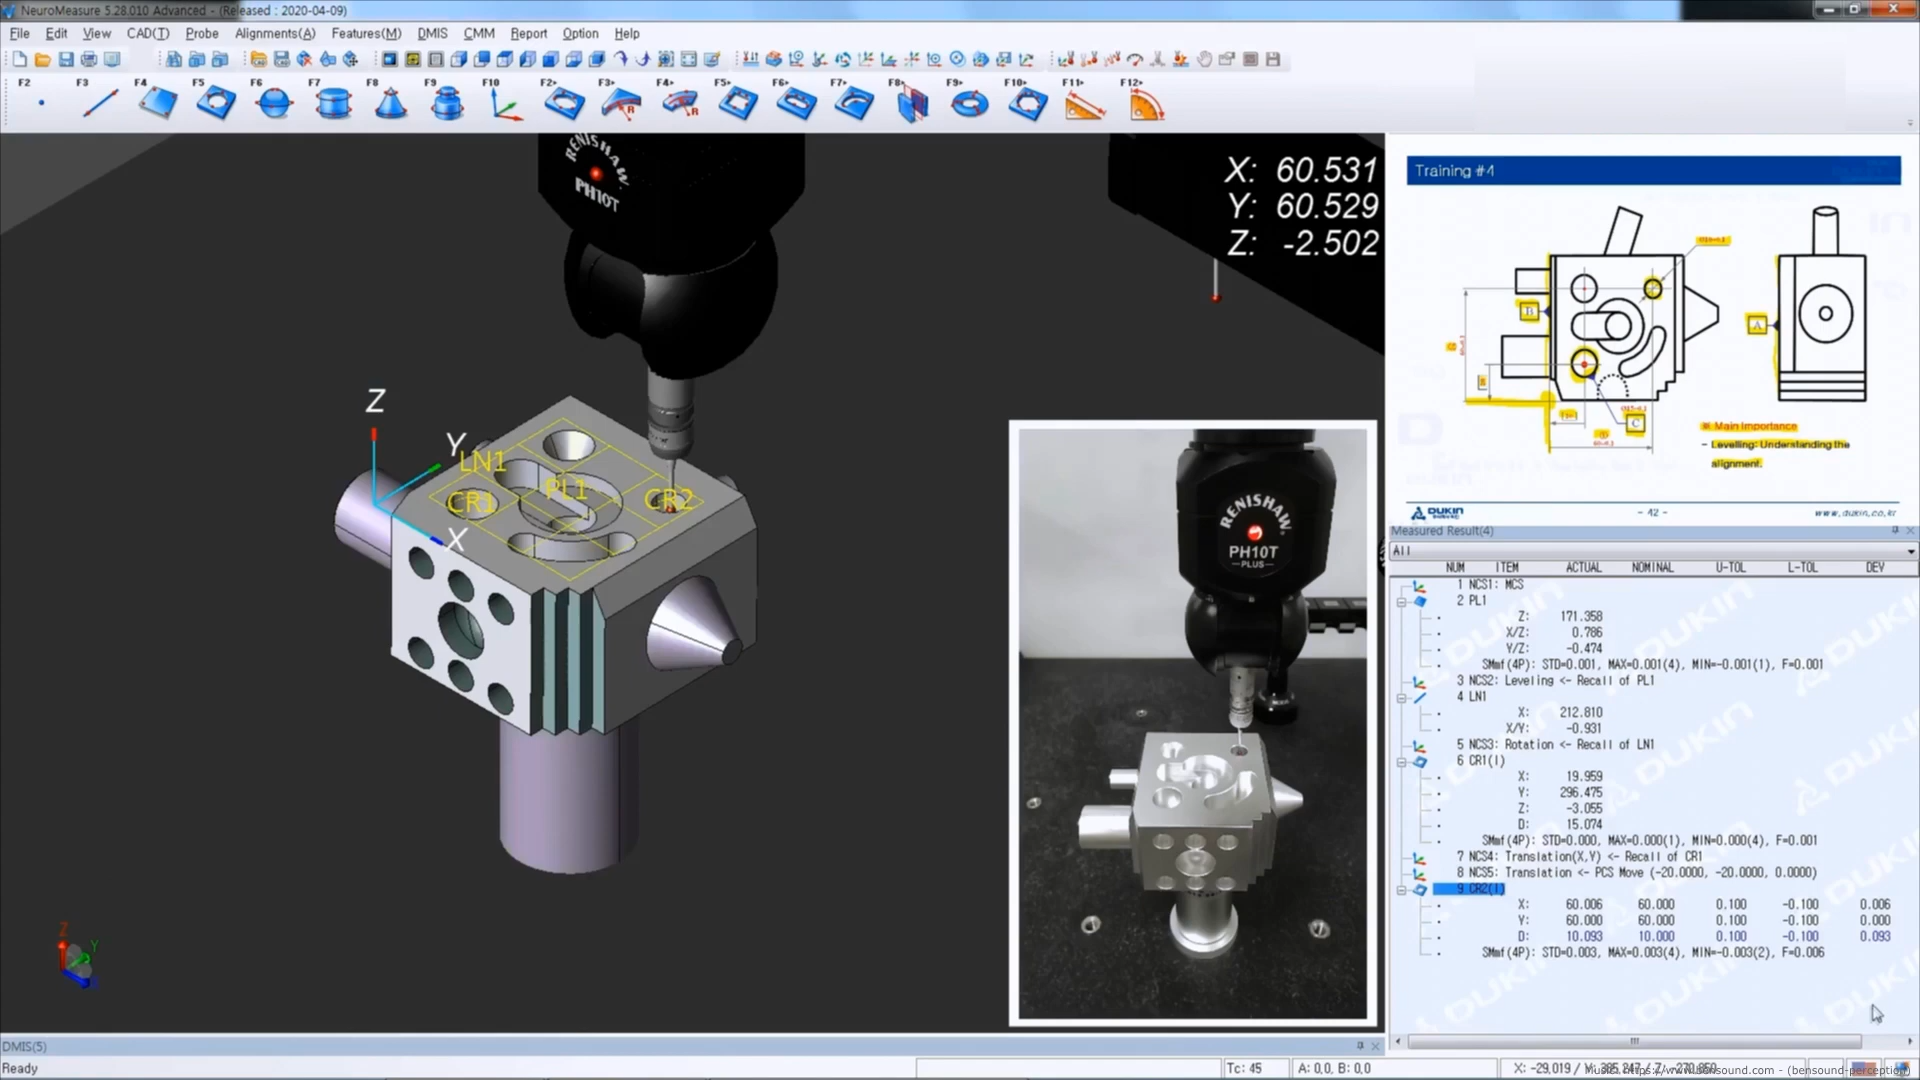 NeuroMeasure 5.28.010 Advanced - (Released : 2020-04-09)
File Edit View CAD(T) Probe Alignments(A) Features(M) DMIS CMM Report Option Help
F2 F3 F4 F5 F6 F7 F8 F9 F10 F2> F3> F4> F5> F6> F7> F8> F9> F10> F11> F12>
RENISHAW
PH10T
X: 60.531
Y: 60.529
Z: -2.502
Z
Y
X
LN1
CR1
PL1
CR2
RENISHAW
PH10T
PLUS
Z
Y
Training #4
B
A
C
※ Main Importance
- Levelling: Understanding the
alignment.
DUKIN
- 42 -
www.dukin.co.kr
Measured Result(4)
All
NUM ITEM ACTUAL NOMINAL U-TOL L-TOL DEV
1 NCS1: MCS
2 PL1
Z: 171.358
X/Z: 0.786
Y/Z: -0.474
SMmf(4P): STD=0.001, MAX=0.001(4), MIN=-0.001(1), F=0.001
3 NCS2: Leveling <- Recall of PL1
4 LN1
X: 212.810
X/Y: -0.931
5 NCS3: Rotation <- Recall of LN1
6 CR1(I)
X: 19.959
Y: 296.475
Z: -3.055
D: 15.074
SMmf(4P): STD=0.000, MAX=0.000(1), MIN=0.000(4), F=0.001
7 NCS4: Translation(X,Y) <- Recall of CR1
8 NCS5: Translation <- PCS Move (-20.0000, -20.0000, 0.0000)
9 CR2(I)
X: 60.006 60.000 0.100 -0.100 0.006
Y: 60.000 60.000 0.100 -0.100 0.000
D: 10.093 10.000 0.100 -0.100 0.093
SMmf(4P): STD=0.003, MAX=0.003(4), MIN=-0.003(2), F=0.006
DUKIN
DMIS(5)
Ready
Tc: 45
A: 0,0, B: 0,0
X: -29,019 /
(bensound-perception)